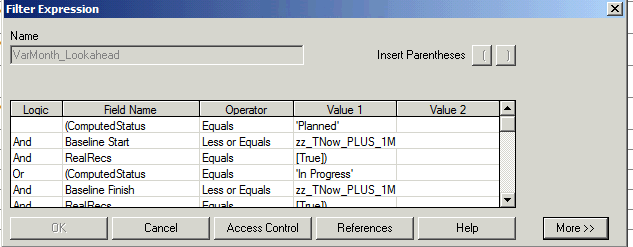 Filter Expression
Name
VarMonth_Lookahead
Insert Parentheses ( )
Logic Field Name Operator Value 1 Value 2
(ComputedStatus Equals 'Planned'
And Baseline Start Less or Equals zz_TNow_PLUS_1M
And RealRecs Equals [True])
Or (ComputedStatus Equals 'In Progress'
And Baseline Finish Less or Equals zz_TNow_PLUS_1M
And RealRecs Equals [True])
OK Cancel Access Control References Help More >>